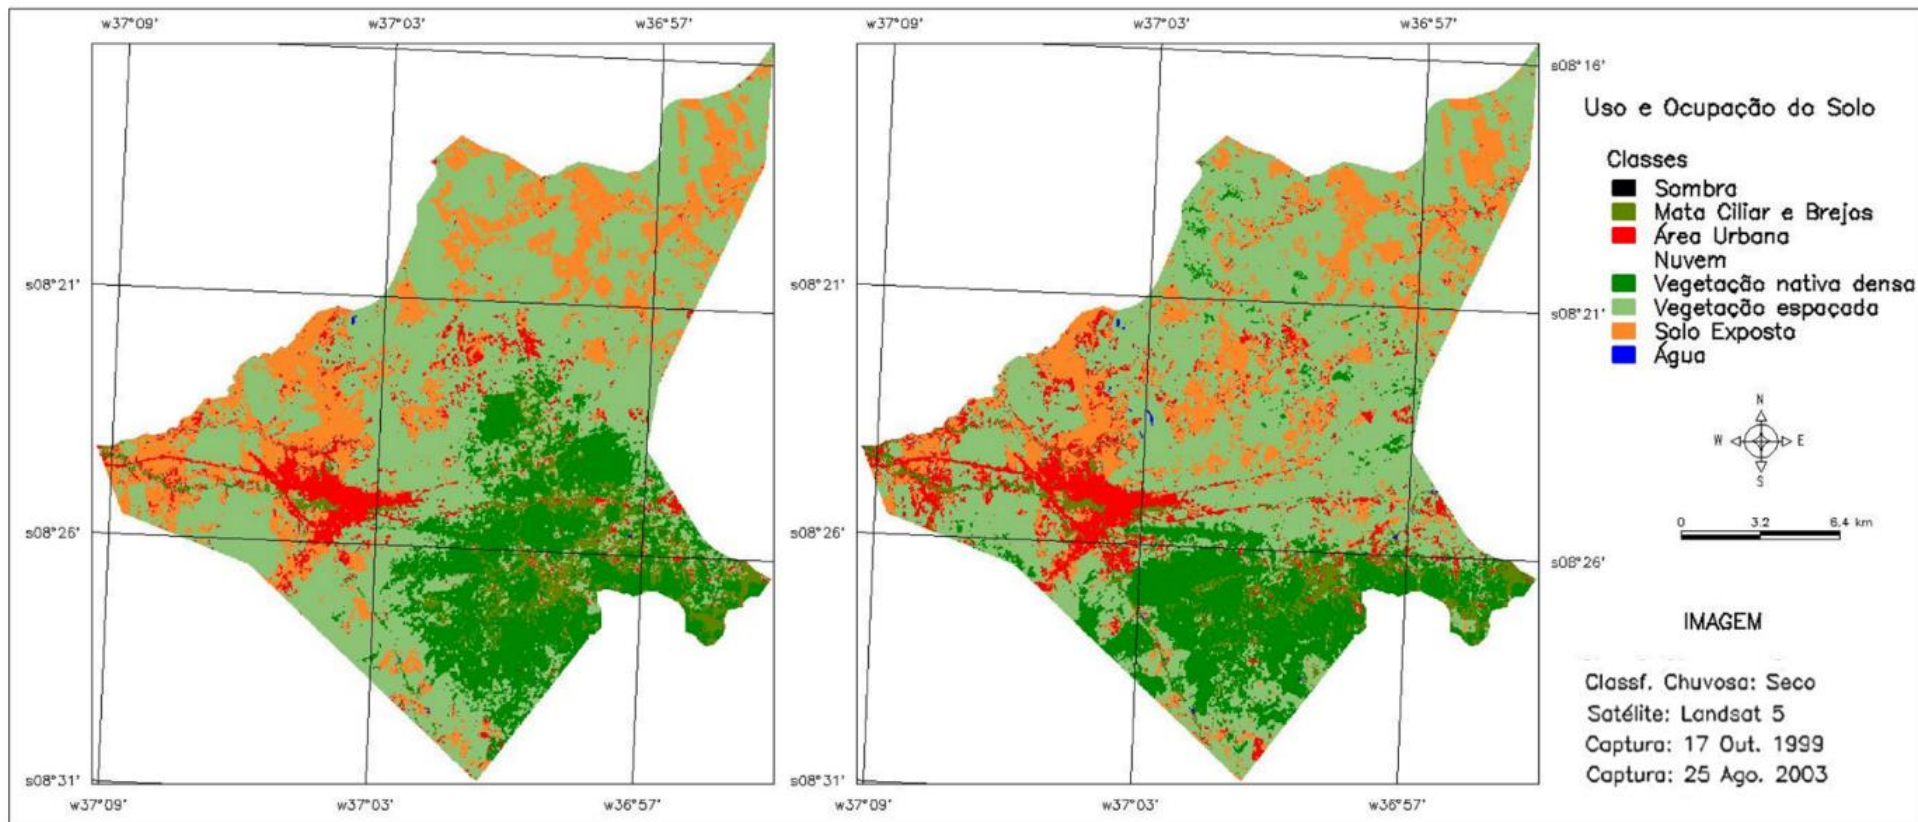 w37°09' w37°03' w36°57' w37°09' w37°03' w36°57'
s08°16'
s08°21'
s08°26'
s08°31'
s08°21'
s08°26'
s08°31'
s08°21'
s08°26'
w37°09' w37°03' w36°57' w37°09' w37°03' w36°57'
Uso e Ocupação do Solo
Classes
Sombra
Mata Ciliar e Brejos
Área Urbana
Nuvem
Vegetação nativa densa
Vegetação espaçada
Solo Exposto
Água
N
W E
S
0 3.2 6.4 km
IMAGEM
Classf. Chuvosa: Seco
Satélite: Landsat 5
Captura: 17 Out. 1999
Captura: 25 Ago. 2003